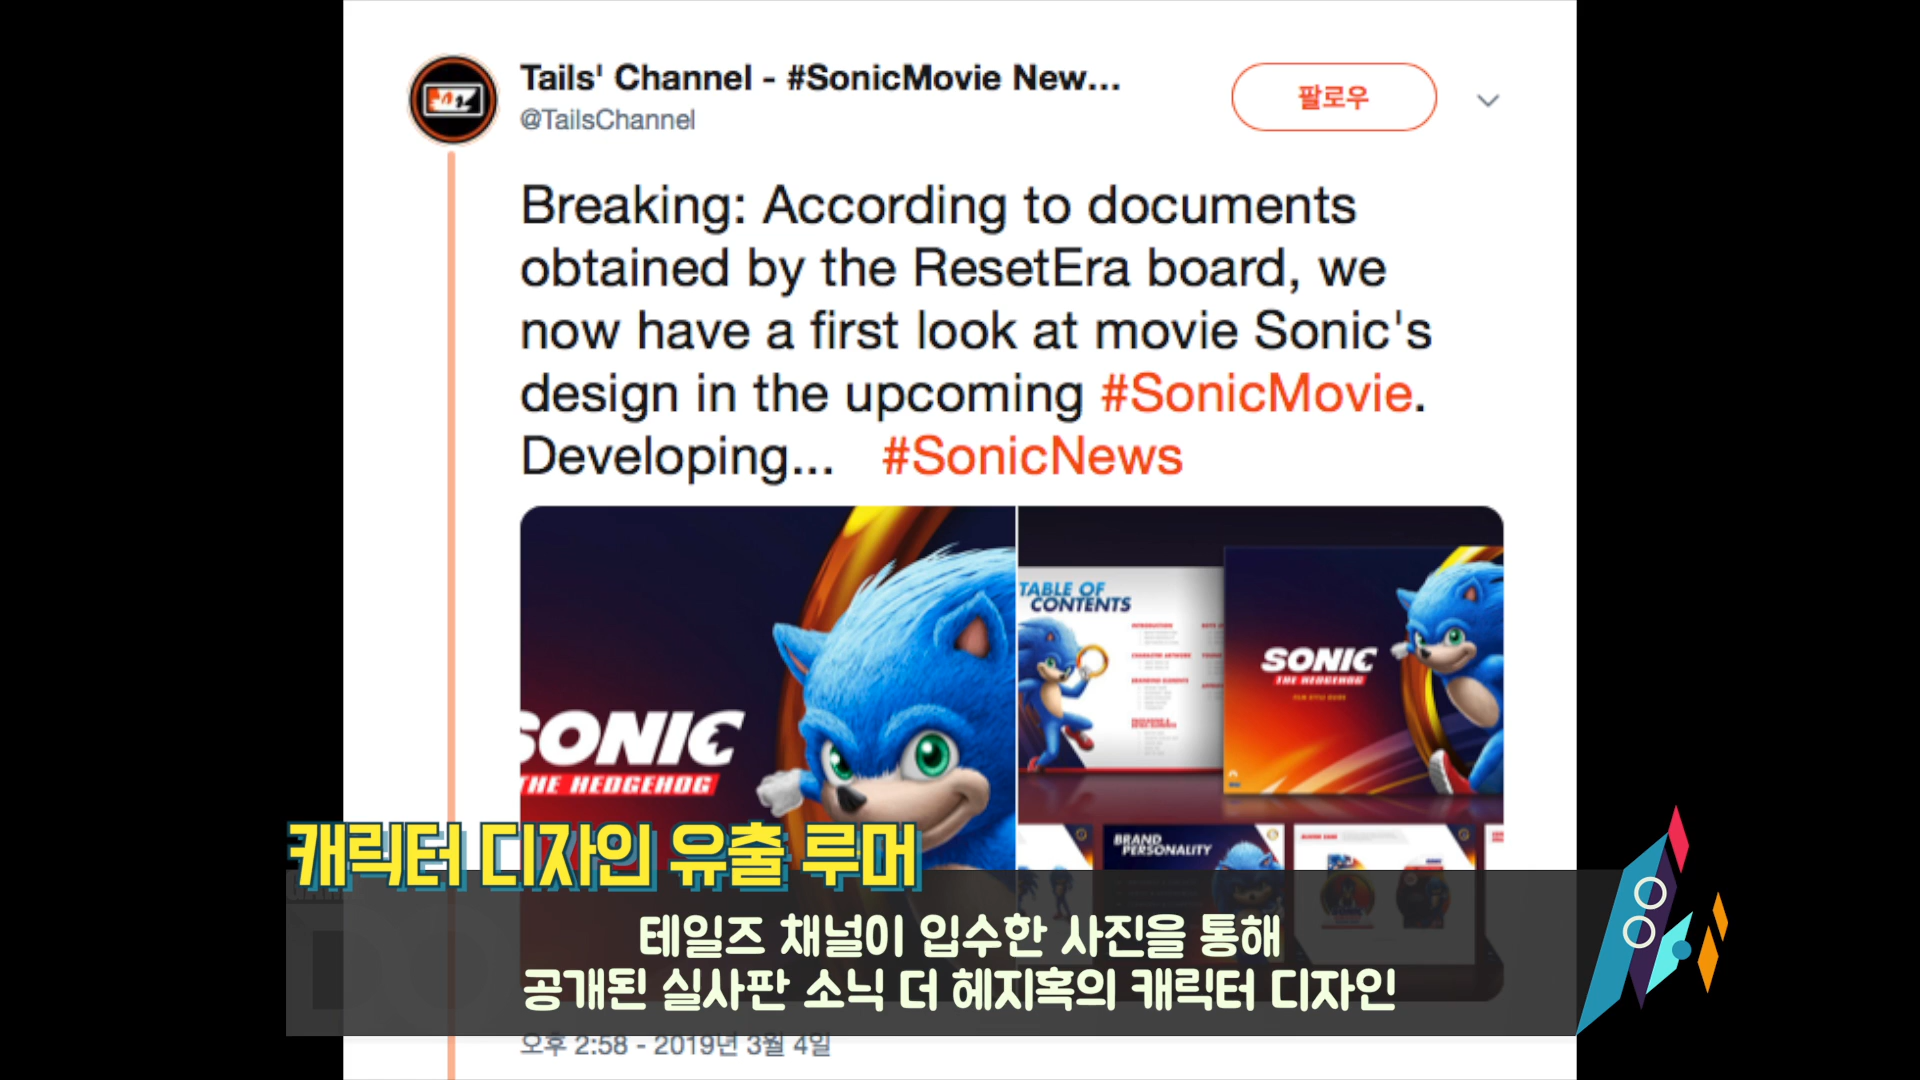 Tails' Channel - #SonicMovie New...
@TailsChannel
팔로우
Breaking: According to documents
obtained by the ResetEra board, we
now have a first look at movie Sonic's
design in the upcoming #SonicMovie.
Developing... #SonicNews
SONIC
THE HEDGEHOG
TABLE OF
CONTENTS
INTRODUCTION
SONIC
THE HEDGEHOG
BRAND
PERSONALITY
캐릭터 디자인 유출 루머
테일즈 채널이 입수한 사진을 통해
공개된 실사판 소닉 더 헤지혹의 캐릭터 디자인
오후 2:58 - 2019년 3월 4일